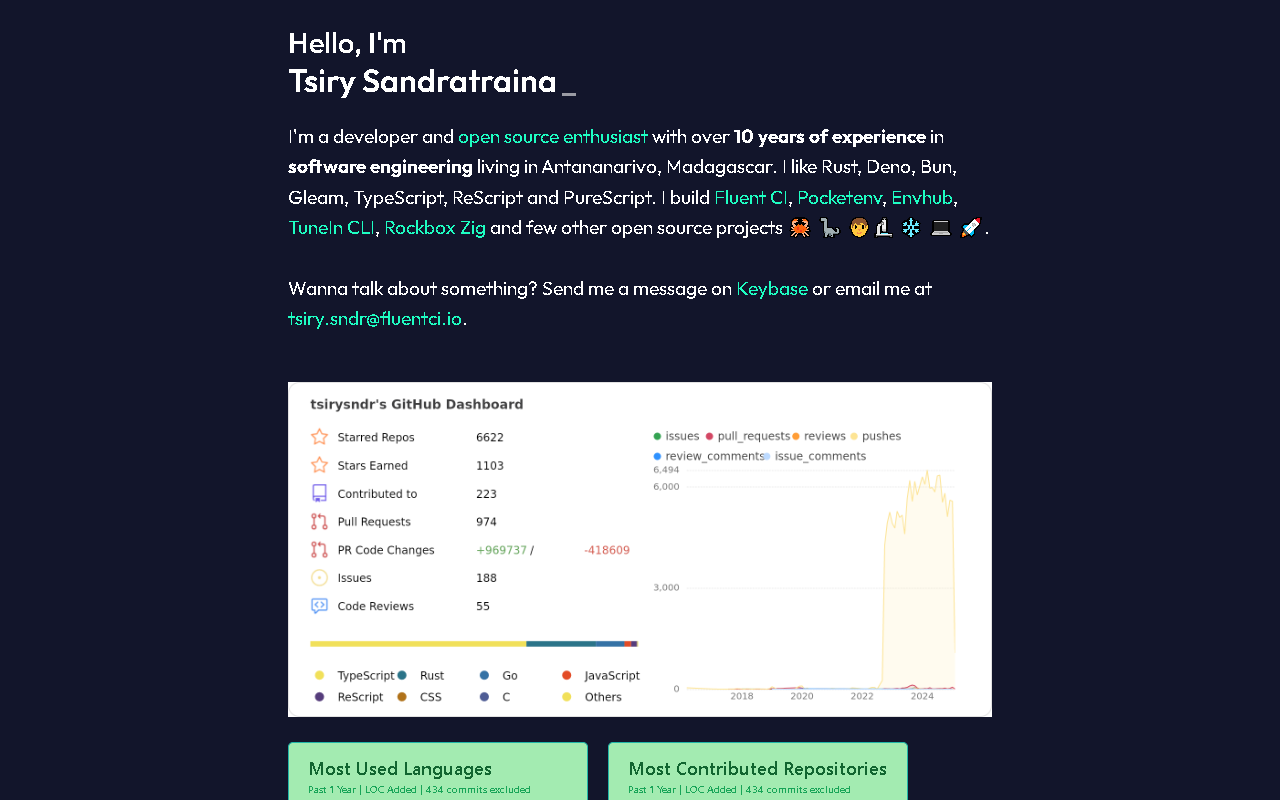 Hello, I'm
Tsiry Sandratraina _
I'm a developer and open source enthusiast with over 10 years of experience in
software engineering living in Antananarivo, Madagascar. I like Rust, Deno, Bun,
Gleam, TypeScript, ReScript and PureScript. I build Fluent CI, Pocketenv, Envhub,
TuneIn CLI, Rockbox Zig and few other open source projects 🦀 🦕 💻 🚀 .
Wanna talk about something? Send me a message on Keybase or email me at
tsiry.sndr@fluentci.io.
tsirysndr's GitHub Dashboard
Starred Repos 6622
Stars Earned 1103
Contributed to 223
Pull Requests 974
PR Code Changes +969737 / -418609
Issues 188
Code Reviews 55
TypeScript Rust Go JavaScript
ReScript CSS C Others
issues pull_requests reviews pushes
review_comments issue_comments
6,494
6,000
3,000
0
2018 2020 2022 2024
Most Used Languages
Past 1 Year | LOC Added | 434 commits excluded
Most Contributed Repositories
Past 1 Year | LOC Added | 434 commits excluded